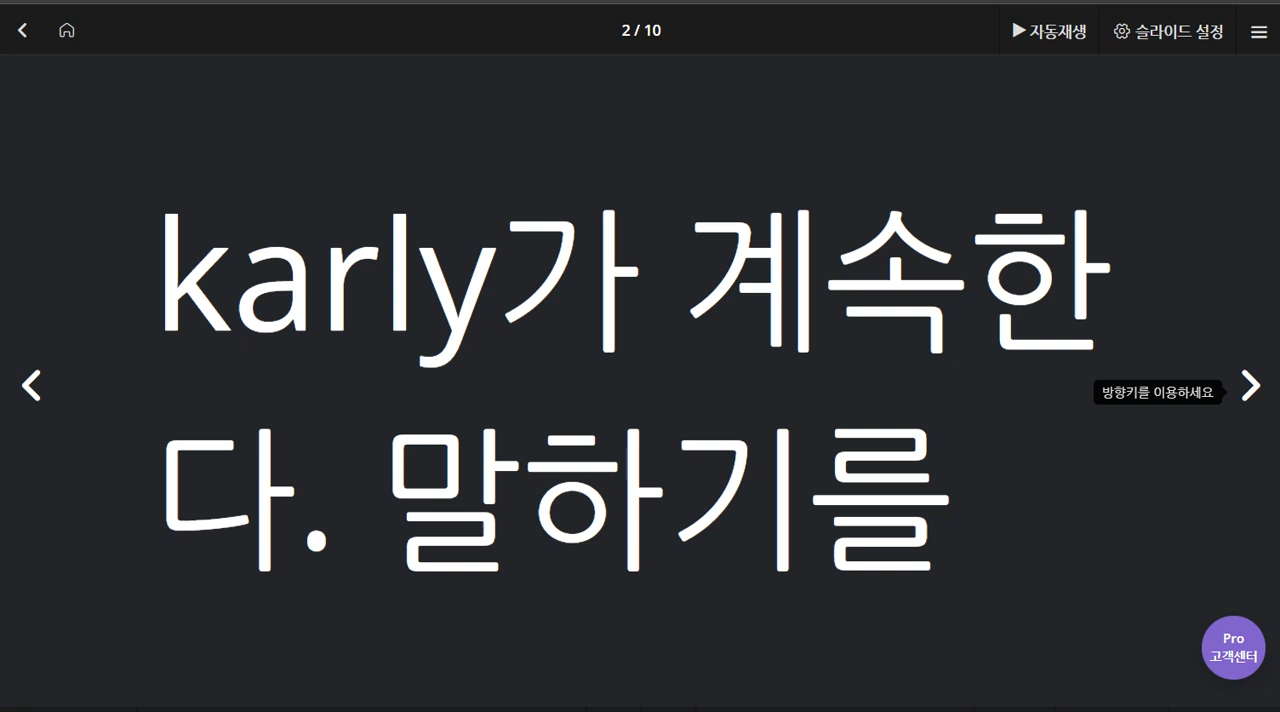 2 / 10
자동재생
슬라이드 설정
karly가 계속한
다. 말하기를
방향키를 이용하세요
Pro
고객센터